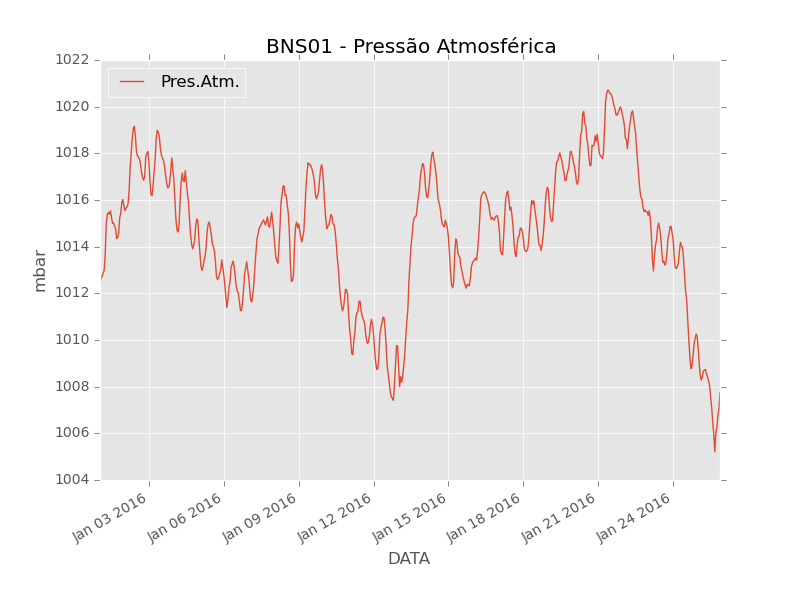 BNS01 - Pressão Atmosférica
Pres.Atm.
1022
1020
1018
1016
1014
1012
1010
1008
1006
1004
mbar
Jan 03 2016
Jan 06 2016
Jan 09 2016
Jan 12 2016
Jan 15 2016
Jan 18 2016
Jan 21 2016
Jan 24 2016
DATA